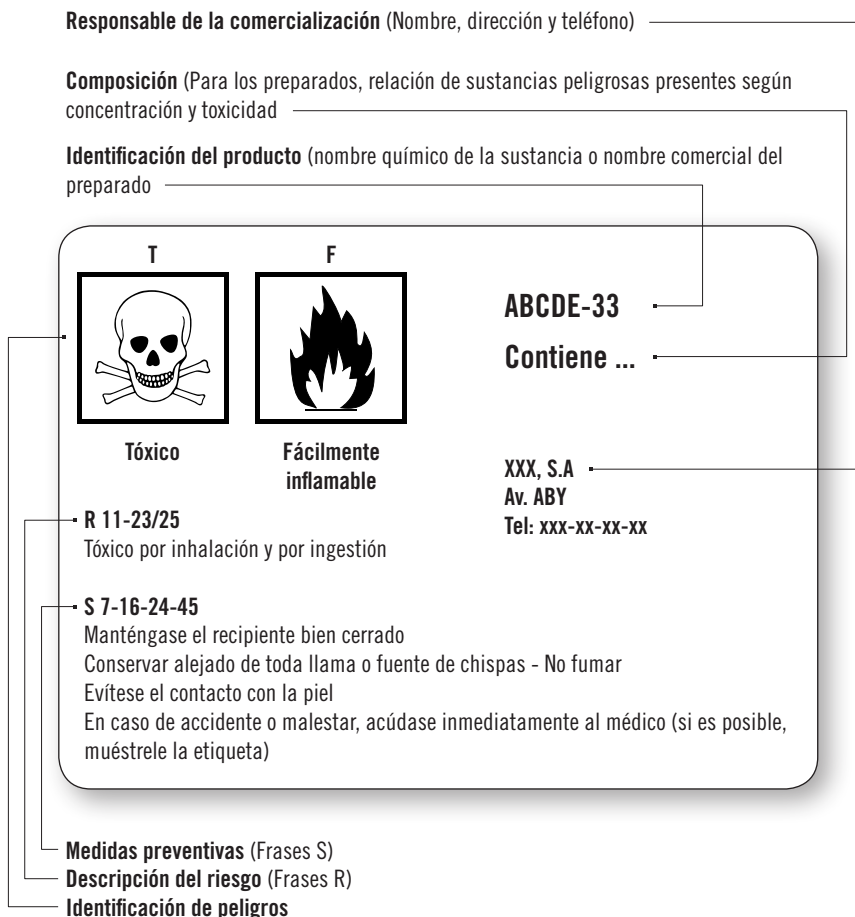 Responsable de la comercialización (Nombre, dirección y teléfono)
Composición (Para los preparados, relación de sustancias peligrosas presentes según
concentración y toxicidad
Identificación del producto (nombre químico de la sustancia o nombre comercial del
preparado
T
F
Tóxico
Fácilmente
inflamable
ABCDE-33
Contiene ...
XXX, S.A
Av. ABY
Tel: xxx-xx-xx-xx
R 11-23/25
Tóxico por inhalación y por ingestión
S 7-16-24-45
Manténgase el recipiente bien cerrado
Conservar alejado de toda llama o fuente de chispas - No fumar
Evítese el contacto con la piel
En caso de accidente o malestar, acúdase inmediatamente al médico (si es posible,
muéstrele la etiqueta)
Medidas preventivas (Frases S)
Descripción del riesgo (Frases R)
Identificación de peligros